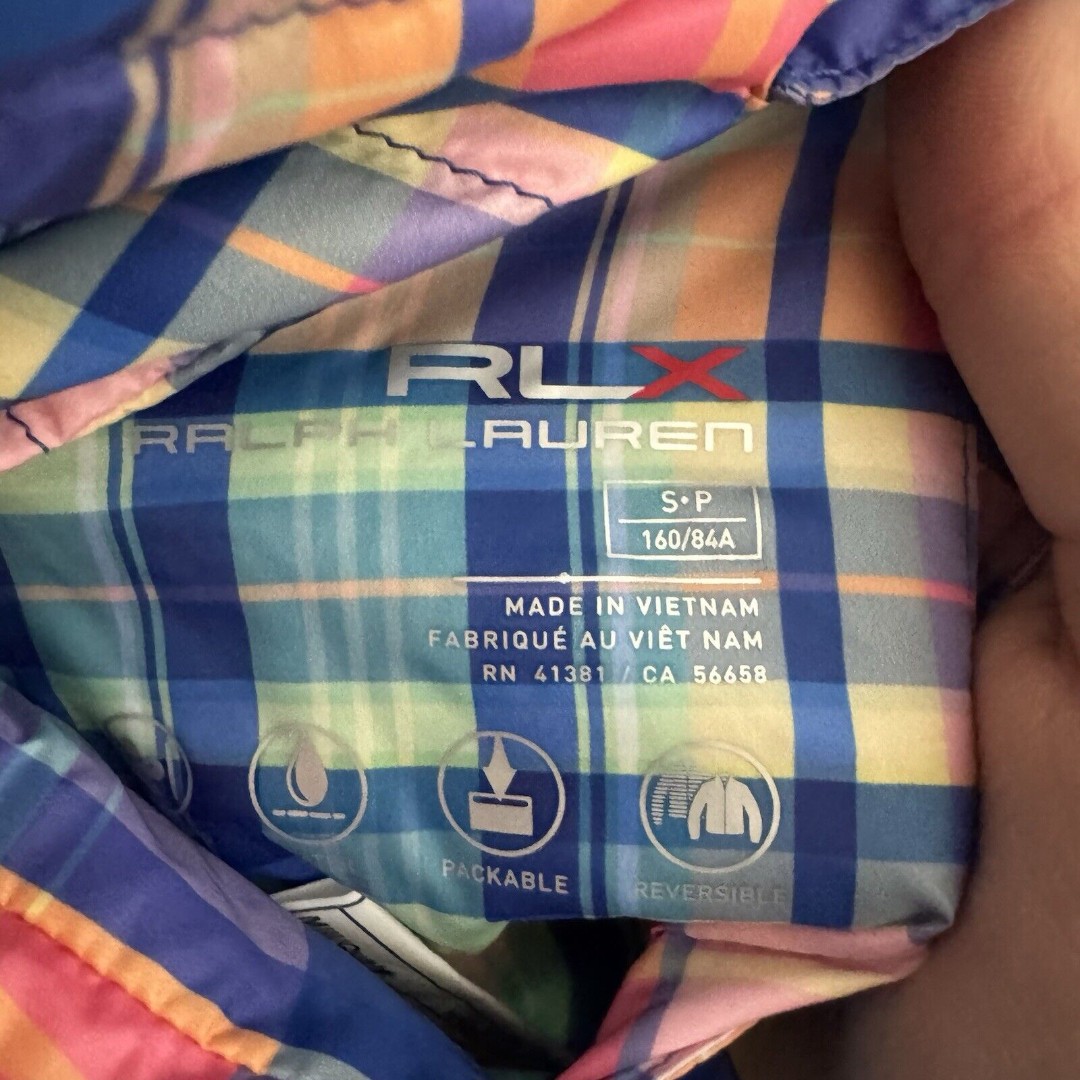 RLX
RALPH LAUREN
S•P
160/84A
MADE IN VIETNAM
FABRIQUÉ AU VIÊT NAM
RN 41381 / CA 56658
PACKABLE
REVERSIBLE